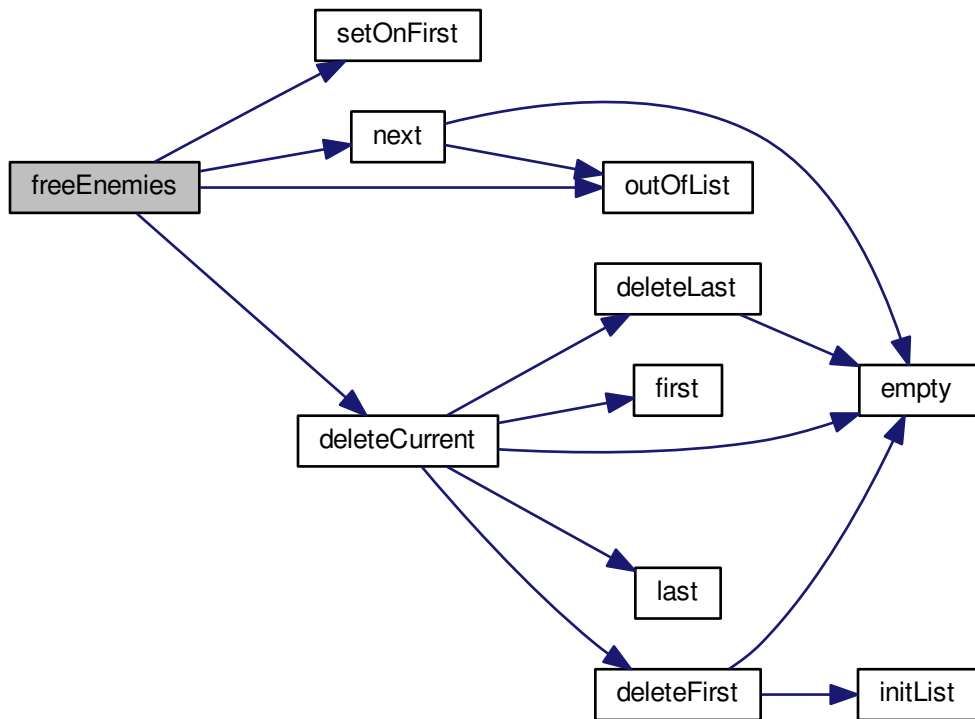 setOnFirst
next
freeEnemies
outOfList
deleteLast
first
empty
deleteCurrent
last
deleteFirst
initList